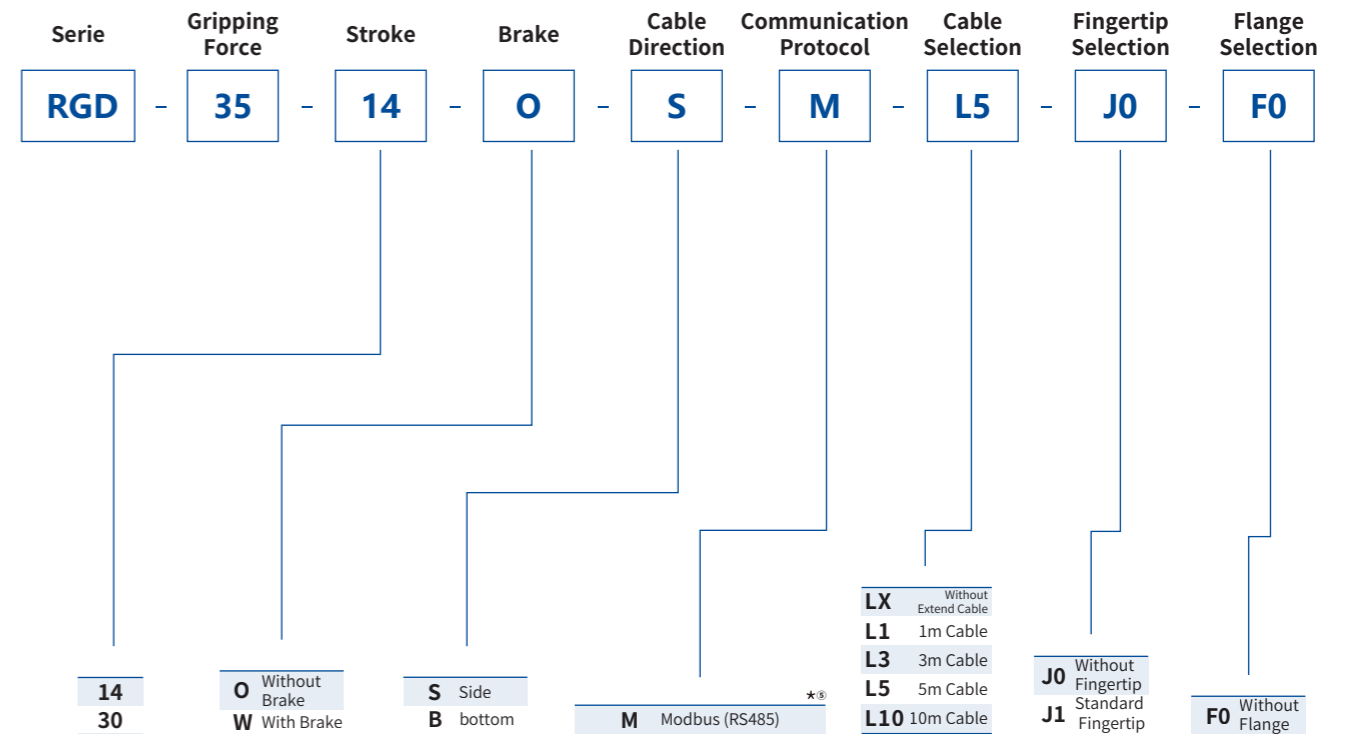 Serie
Gripping
Force
Stroke
Brake
Cable
Direction
Communication
Protocol
Cable
Selection
Fingertip
Selection
Flange
Selection
RGD – 35 – 14 – O – S – M – L5 – J0 – F0
14
30
O Without
Brake
W With Brake
S Side
B bottom
*Ⓢ
M Modbus (RS485)
LX Without
Extend Cable
L1 1m Cable
L3 3m Cable
L5 5m Cable
L10 10m Cable
J0 Without
Fingertip
J1 Standard
Fingertip
F0 Without
Flange